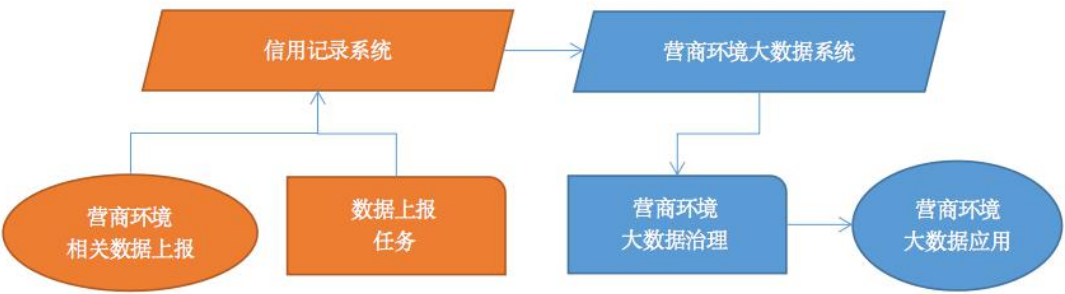 信用记录系统
营商环境大数据系统
营商环境
相关数据上报
数据上报
任务
营商环境
大数据治理
营商环境
大数据应用